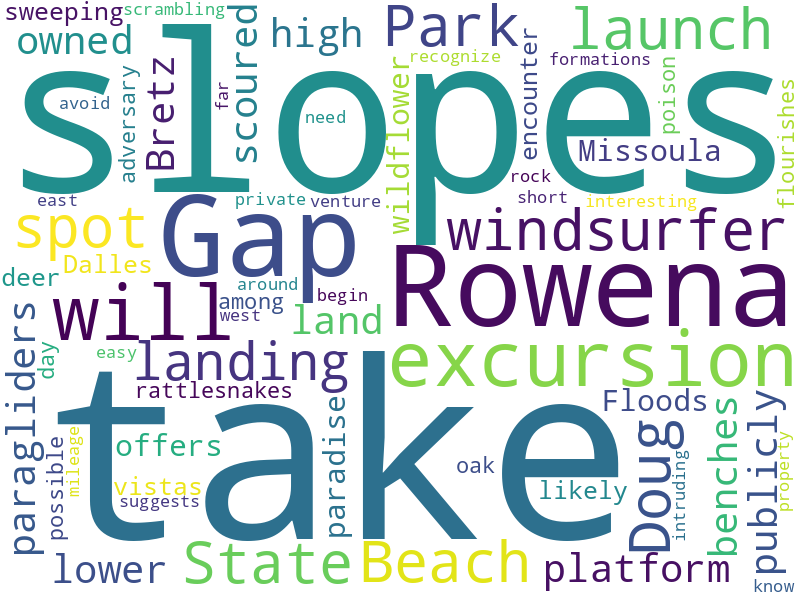 sweeping
scrambling
owned
high
Park
launch
slopes
avoid
adversary
Bretz
far
scoured
need
wildflower
recognize
encounter
formations
poison
flourishes
Missoula
rock
short
interesting
east
private
venture
spot
Gap
windsurfer
Dalles
deer
around
among
begin
west
will
land
Rowena
easy
landing
excursion
day
paragliders
rattlesnakes
take
paradise
Floods
offers
oak
likely
Doug
benches
publicly
property
possible
mileage
vistas
suggests
intruding
lower
State
Beach
platform
know